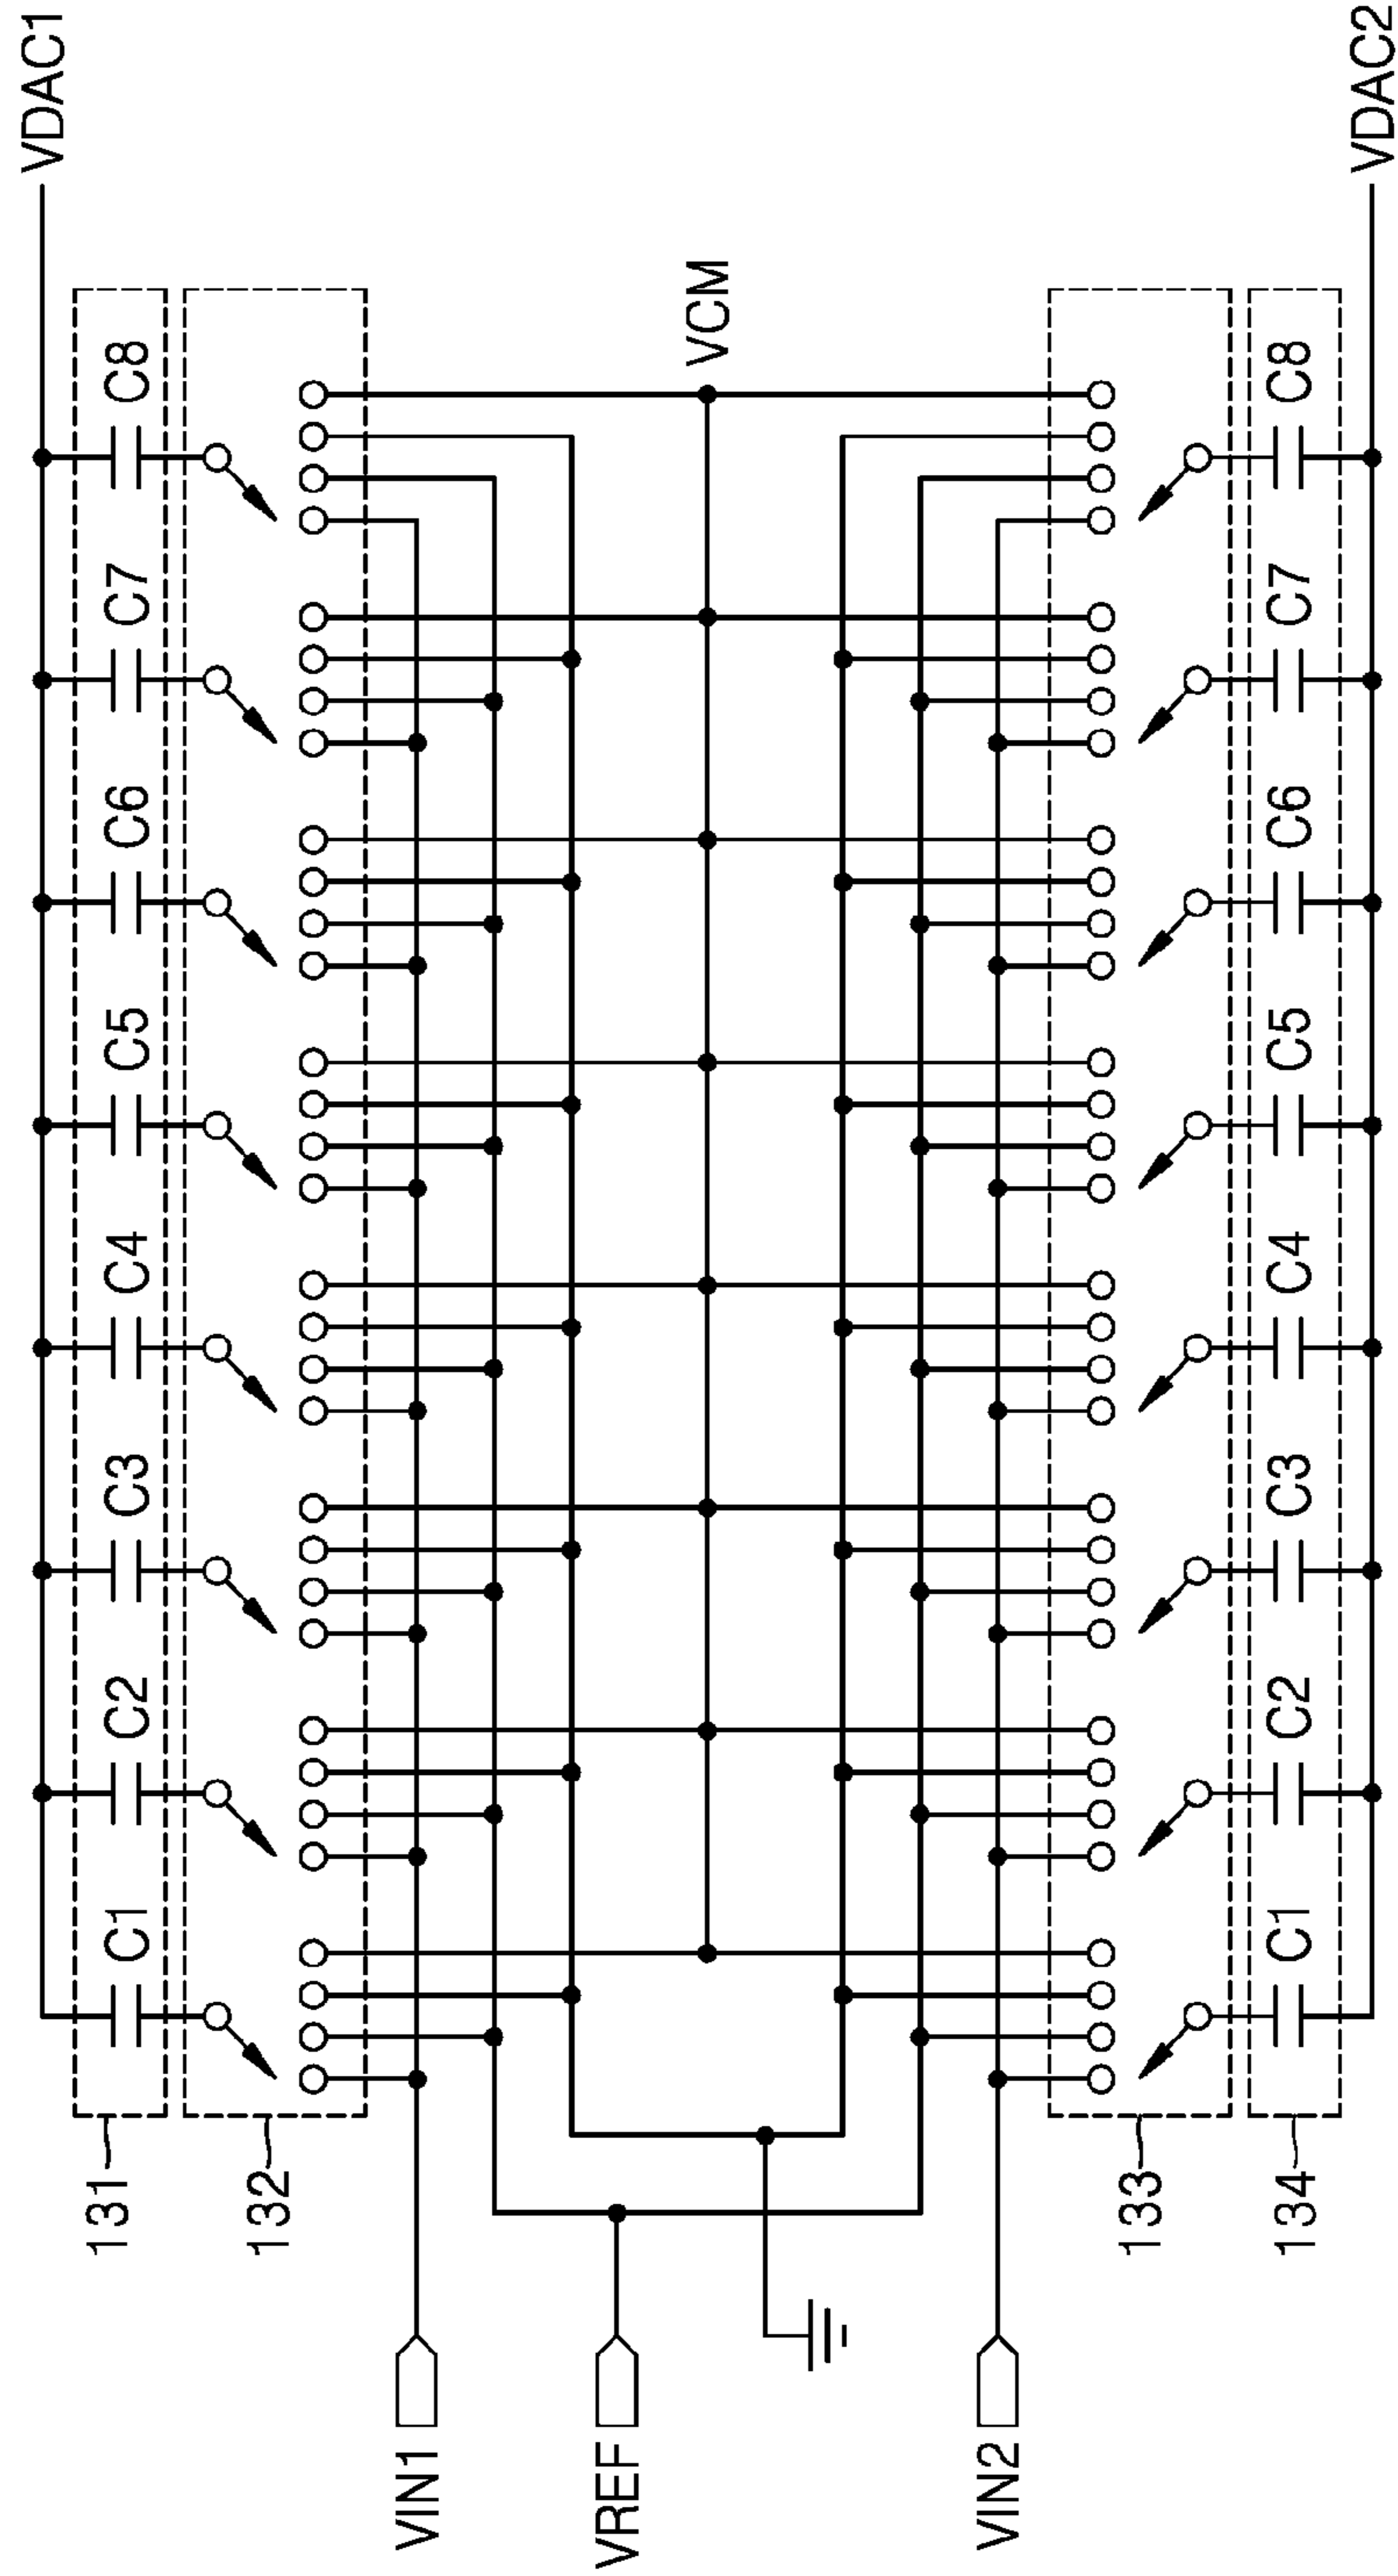 VDAC1
131
C1 C2 C3 C4 C5 C6 C7 C8
132
VIN1
VREF
VCM
VIN2
133
C1 C2 C3 C4 C5 C6 C7 C8
134
VDAC2